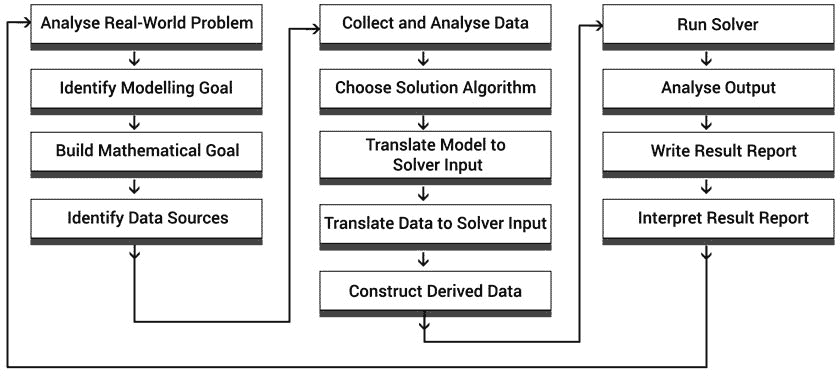 Analyse Real-World Problem
Identify Modelling Goal
Build Mathematical Goal
Identify Data Sources
Collect and Analyse Data
Choose Solution Algorithm
Translate Model to
Solver Input
Translate Data to Solver Input
Construct Derived Data
Run Solver
Analyse Output
Write Result Report
Interpret Result Report